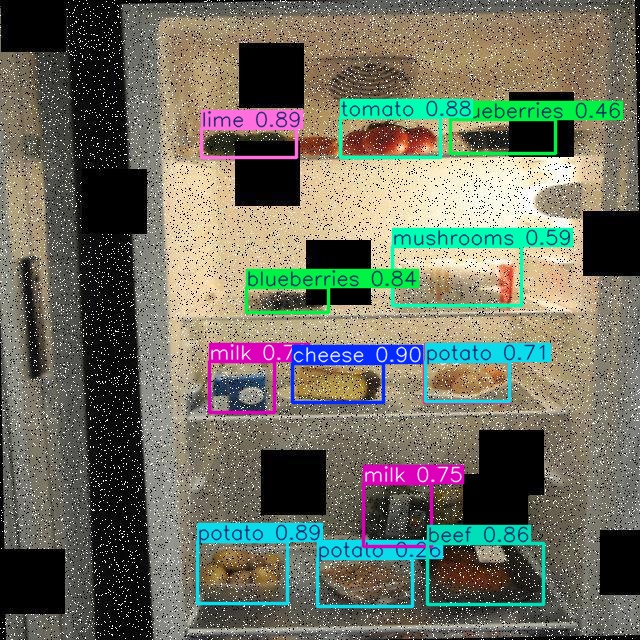 lime 0.89
tomato 0.88
ueberries 0.46
mushrooms 0.59
blueberries 0.84
milk 0.7
cheese 0.90
potato 0.71
milk 0.75
potato 0.89
potato 0.26
beef 0.86